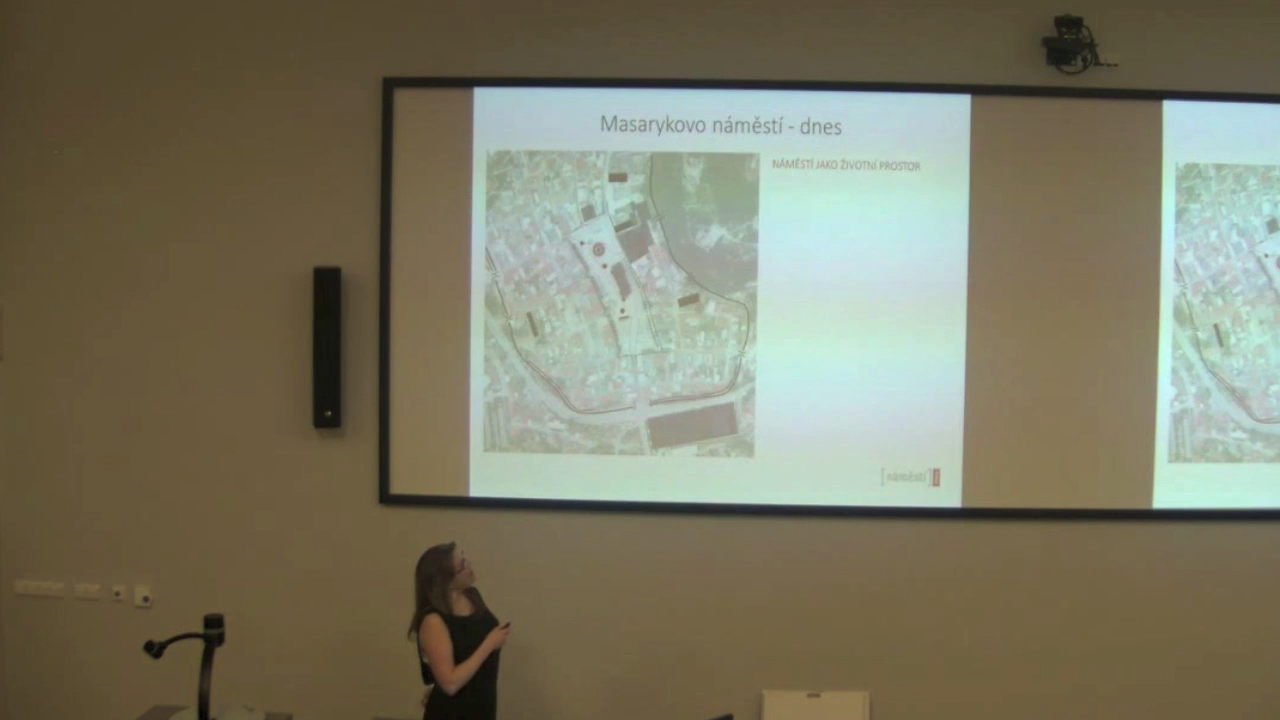 Masarykovo náměstí - dnes
NÁMĚSTÍ JAKO ŽIVOTNÍ PROSTOR
[náměstí]